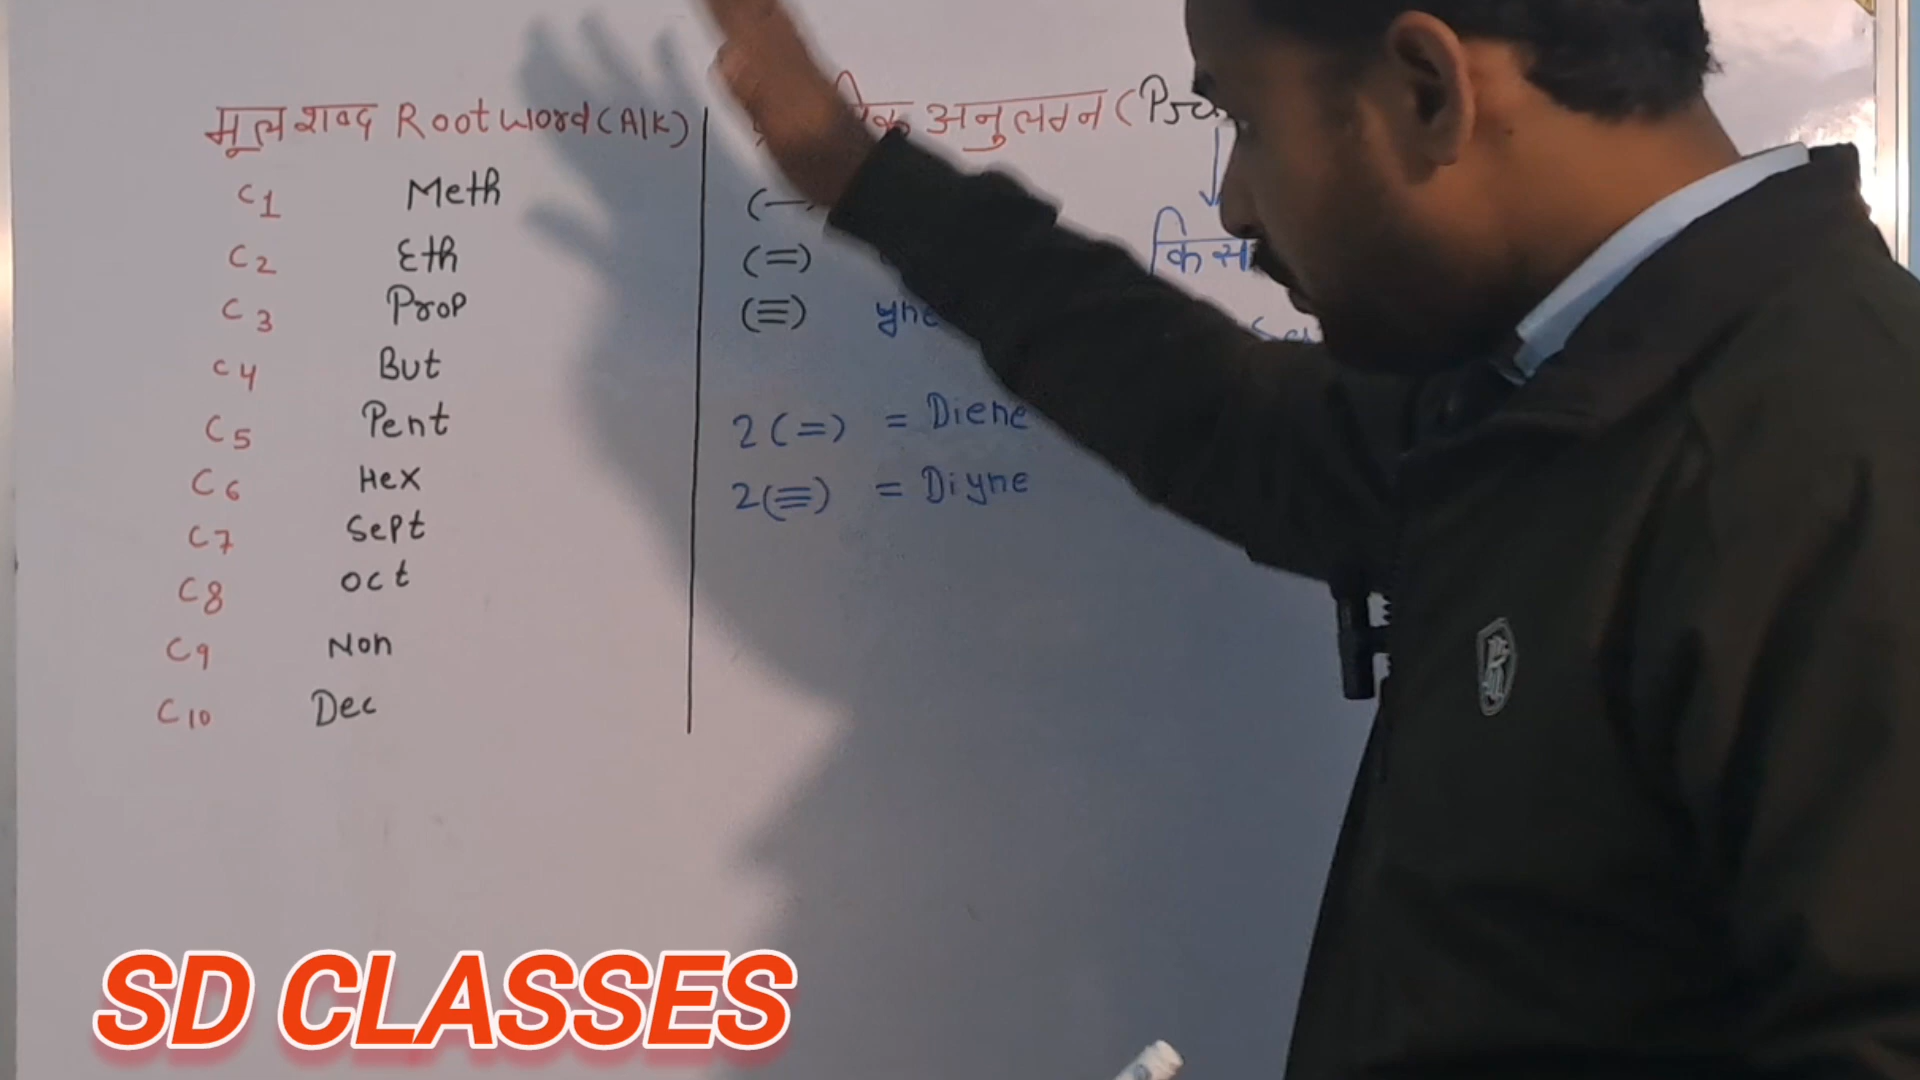 मूल शब्द Root word (Alk)
अनुलग्न (
C1 Meth
C2 Eth
C3 Prop
C4 But
C5 Pent
C6 Hex
C7 Sept
C8 oct
C9 Non
C10 Dec
(—)
(=)
(≡) yne
2 (=) = Diene
2 (≡) = Diyne
SD CLASSES